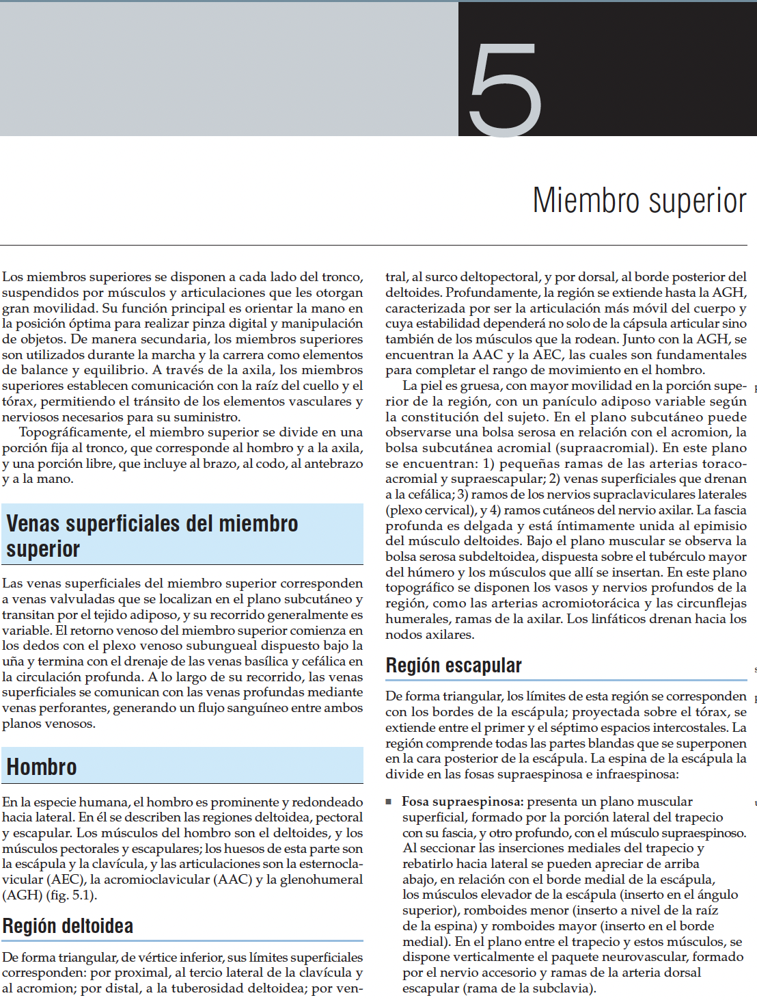 5
Miembro superior
Los miembros superiores se disponen a cada lado del tronco,
suspendidos por músculos y articulaciones que les otorgan
gran movilidad. Su función principal es orientar la mano en
la posición óptima para realizar pinza digital y manipulación
de objetos. De manera secundaria, los miembros superiores
son utilizados durante la marcha y la carrera como elementos
de balance y equilibrio. A través de la axila, los miembros
superiores establecen comunicación con la raíz del cuello y el
tórax, permitiendo el tránsito de los elementos vasculares y
nerviosos necesarios para su suministro.
Topográficamente, el miembro superior se divide en una
porción fija al tronco, que corresponde al hombro y a la axila,
y una porción libre, que incluye al brazo, al codo, al antebrazo
y a la mano.
Venas superficiales del miembro
superior
Las venas superficiales del miembro superior corresponden
a venas valvuladas que se localizan en el plano subcutáneo y
transitan por el tejido adiposo, y su recorrido generalmente es
variable. El retorno venoso del miembro superior comienza en
los dedos con el plexo venoso subungueal dispuesto bajo la
uña y termina con el drenaje de las venas basílica y cefálica en
la circulación profunda. A lo largo de su recorrido, las venas
superficiales se comunican con las venas profundas mediante
venas perforantes, generando un flujo sanguíneo entre ambos
planos venosos.
Hombro
En la especie humana, el hombro es prominente y redondeado
hacia lateral. En él se describen las regiones deltoidea, pectoral
y escapular. Los músculos del hombro son el deltoides, y los
músculos pectorales y escapulares; los huesos de esta parte son
la escápula y la clavícula, y las articulaciones son la esternocla-
vicular (AEC), la acromioclavicular (AAC) y la glenohumeral
(AGH) (fig. 5.1).
Región deltoidea
De forma triangular, de vértice inferior, sus límites superficiales
corresponden: por proximal, al tercio lateral de la clavícula y
al acromion; por distal, a la tuberosidad deltoidea; por ven-
tral, al surco deltopectoral, y por dorsal, al borde posterior del
deltoides. Profundamente, la región se extiende hasta la AGH,
caracterizada por ser la articulación más móvil del cuerpo y
cuya estabilidad dependerá no solo de la cápsula articular sino
también de los músculos que la rodean. Junto con la AGH, se
encuentran la AAC y la AEC, las cuales son fundamentales
para completar el rango de movimiento en el hombro.
La piel es gruesa, con mayor movilidad en la porción supe-
rior de la región, con un panículo adiposo variable según
la constitución del sujeto. En el plano subcutáneo puede
observarse una bolsa serosa en relación con el acromion, la
bolsa subcutánea acromial (supraacromial). En este plano
se encuentran: 1) pequeñas ramas de las arterias toraco-
acromial y supraescapular; 2) venas superficiales que drenan
a la cefálica; 3) ramos de los nervios supraclaviculares laterales
(plexo cervical), y 4) ramos cutáneos del nervio axilar. La fascia
profunda es delgada y está íntimamente unida al epimisio
del músculo deltoides. Bajo el plano muscular se observa la
bolsa serosa subdeltoidea, dispuesta sobre el tubérculo mayor
del húmero y los músculos que allí se insertan. En este plano
topográfico se disponen los vasos y nervios profundos de la
región, como las arterias acromiotorácica y las circunflejas
humerales, ramas de la axilar. Los linfáticos drenan hacia los
nodos axilares.
Región escapular
De forma triangular, los límites de esta región se corresponden
con los bordes de la escápula; proyectada sobre el tórax, se
extiende entre el primer y el séptimo espacios intercostales. La
región comprende todas las partes blandas que se superponen
en la cara posterior de la escápula. La espina de la escápula la
divide en las fosas supraespinosa e infraespinosa:
■ Fosa supraespinosa: presenta un plano muscular
superficial, formado por la porción lateral del trapecio
con su fascia, y otro profundo, con el músculo supraespinoso.
Al seccionar las inserciones mediales del trapecio y
rebatirlo hacia lateral se pueden apreciar de arriba
abajo, en relación con el borde medial de la escápula,
los músculos elevador de la escápula (inserto en el ángulo
superior), romboides menor (inserto a nivel de la raíz
de la espina) y romboides mayor (inserto en el borde
medial). En el plano entre el trapecio y estos músculos, se
dispone verticalmente el paquete neurovascular, formado
por el nervio accesorio y ramas de la arteria dorsal
escapular (rama de la subclavia).